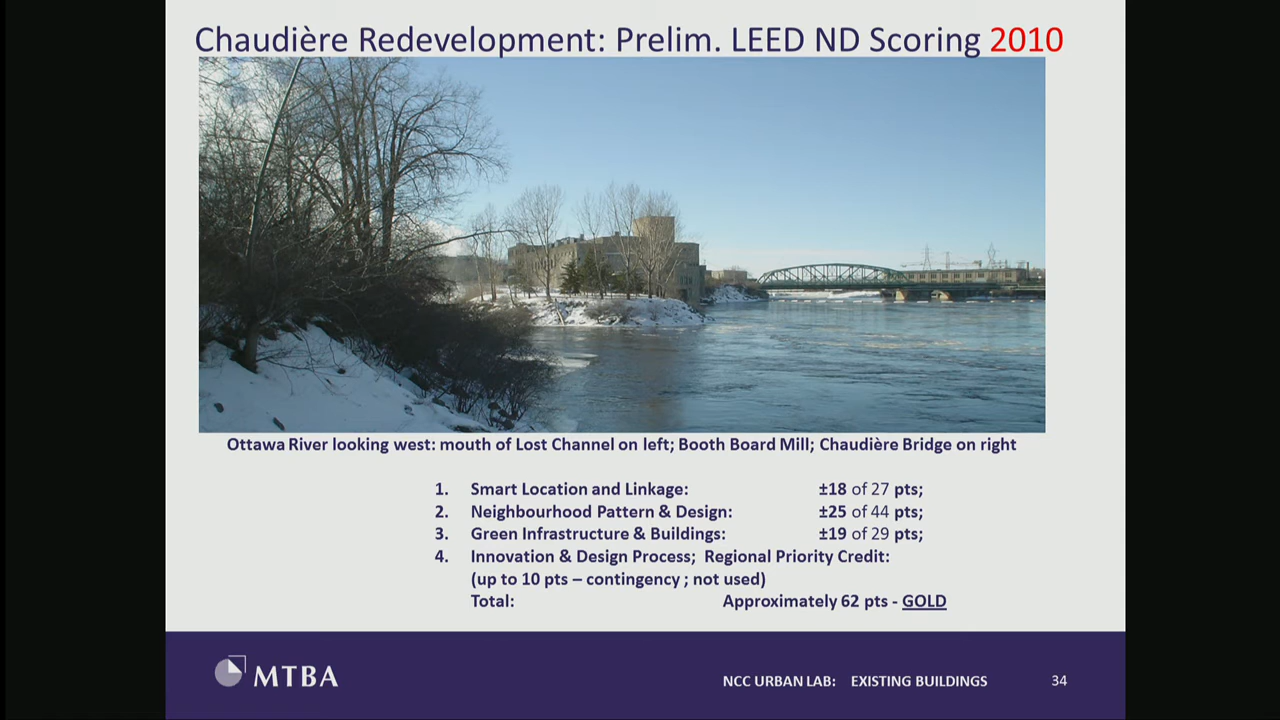 Chaudière Redevelopment: Prelim. LEED ND Scoring 2010
Ottawa River looking west: mouth of Lost Channel on left; Booth Board Mill; Chaudière Bridge on right
1. Smart Location and Linkage: ±18 of 27 pts;
2. Neighbourhood Pattern & Design: ±25 of 44 pts;
3. Green Infrastructure & Buildings: ±19 of 29 pts;
4. Innovation & Design Process; Regional Priority Credit:
(up to 10 pts – contingency ; not used)
Total: Approximately 62 pts - GOLD
MTBA
NCC URBAN LAB: EXISTING BUILDINGS 34